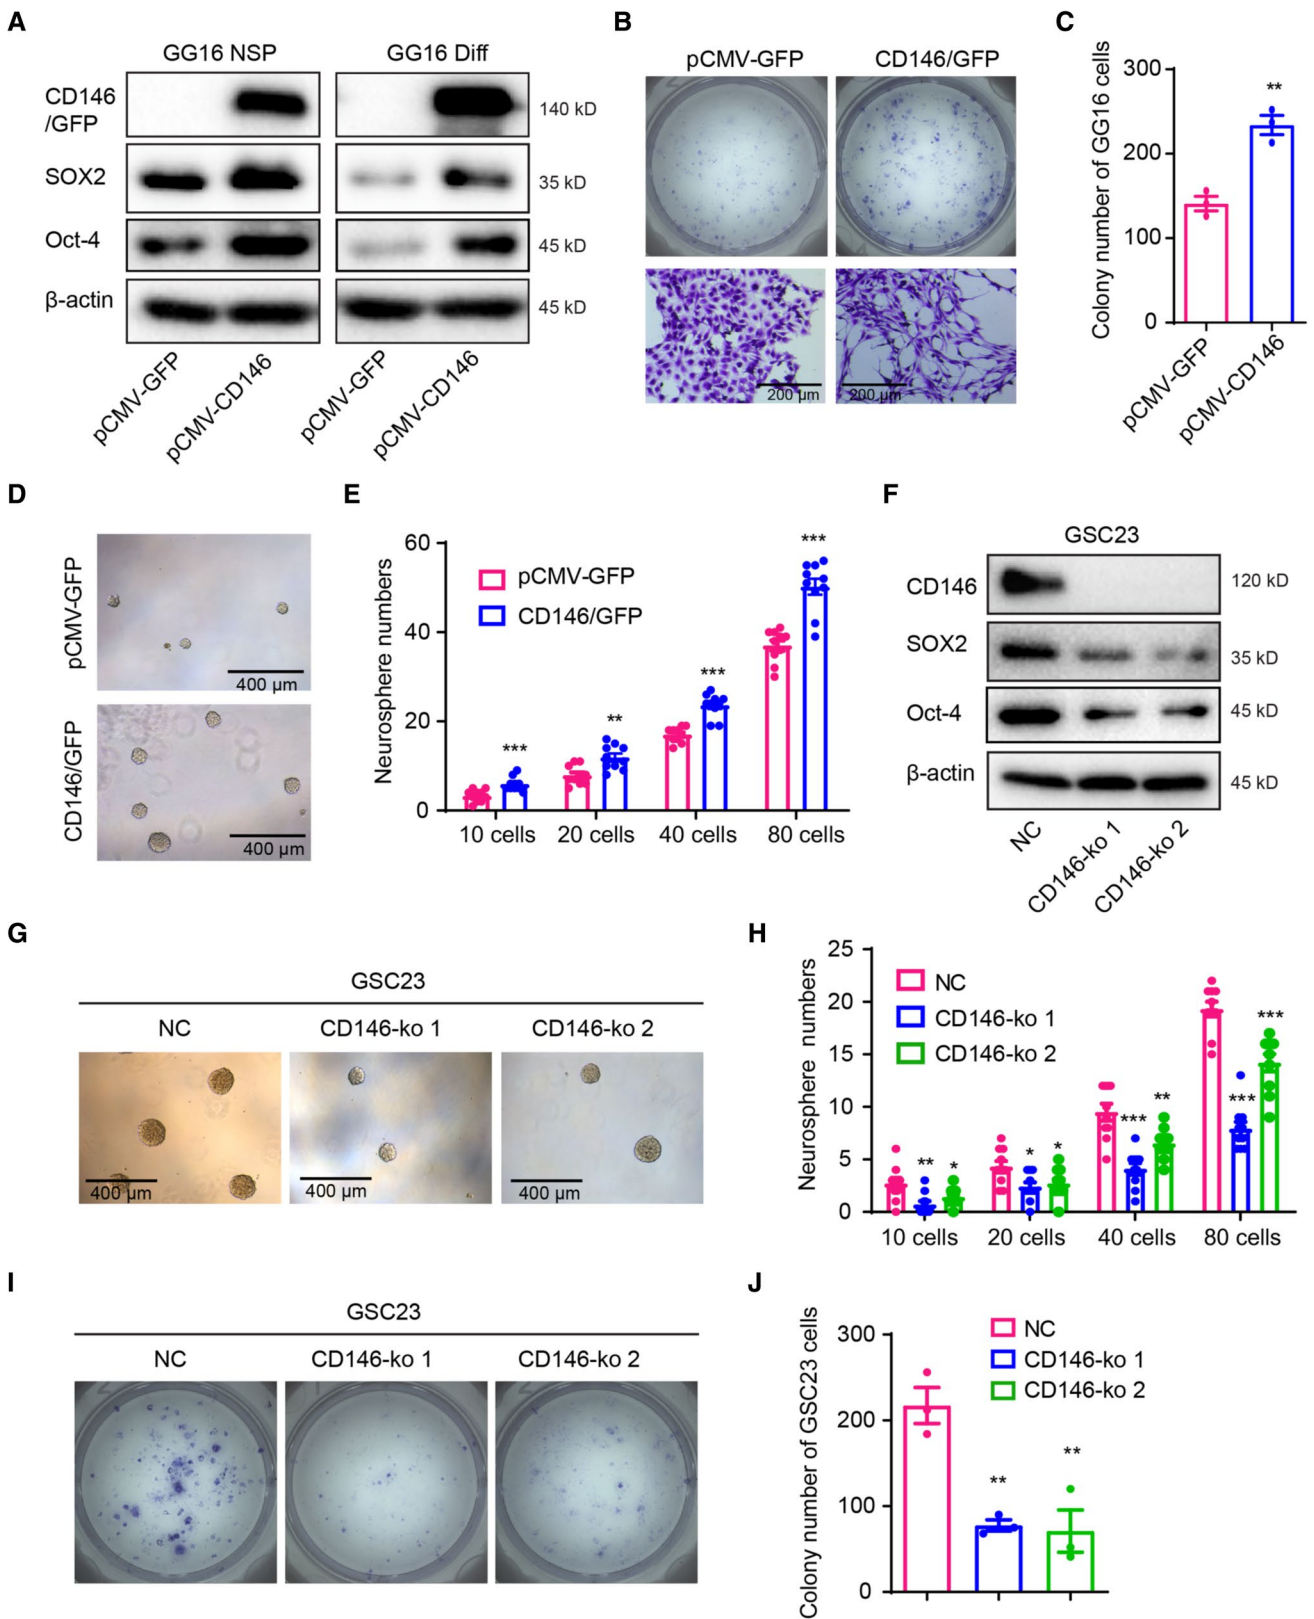 A
GG16 NSP
GG16 Diff
CD146
/GFP
140 kD
SOX2
35 kD
Oct-4
45 kD
β-actin
45 kD
pCMV-GFP
pCMV-CD146
pCMV-GFP
pCMV-CD146
B
pCMV-GFP
CD146/GFP
200 µm
200 µm
C
Colony number of GG16 cells
300
200
100
0
**
pCMV-GFP
pCMV-CD146
D
pCMV-GFP
400 µm
CD146/GFP
400 µm
E
Neurosphere numbers
60
40
20
0
pCMV-GFP
CD146/GFP
***
**
***
***
10 cells
20 cells
40 cells
80 cells
F
GSC23
CD146
120 kD
SOX2
35 kD
Oct-4
45 kD
β-actin
45 kD
NC
CD146-ko 1
CD146-ko 2
G
GSC23
NC
CD146-ko 1
CD146-ko 2
400 µm
400 µm
400 µm
H
Neurosphere numbers
25
20
15
10
5
0
NC
CD146-ko 1
CD146-ko 2
**
*
*
*
***
**
***
***
10 cells
20 cells
40 cells
80 cells
I
GSC23
NC
CD146-ko 1
CD146-ko 2
J
Colony number of GSC23 cells
300
200
100
0
NC
CD146-ko 1
CD146-ko 2
**
**